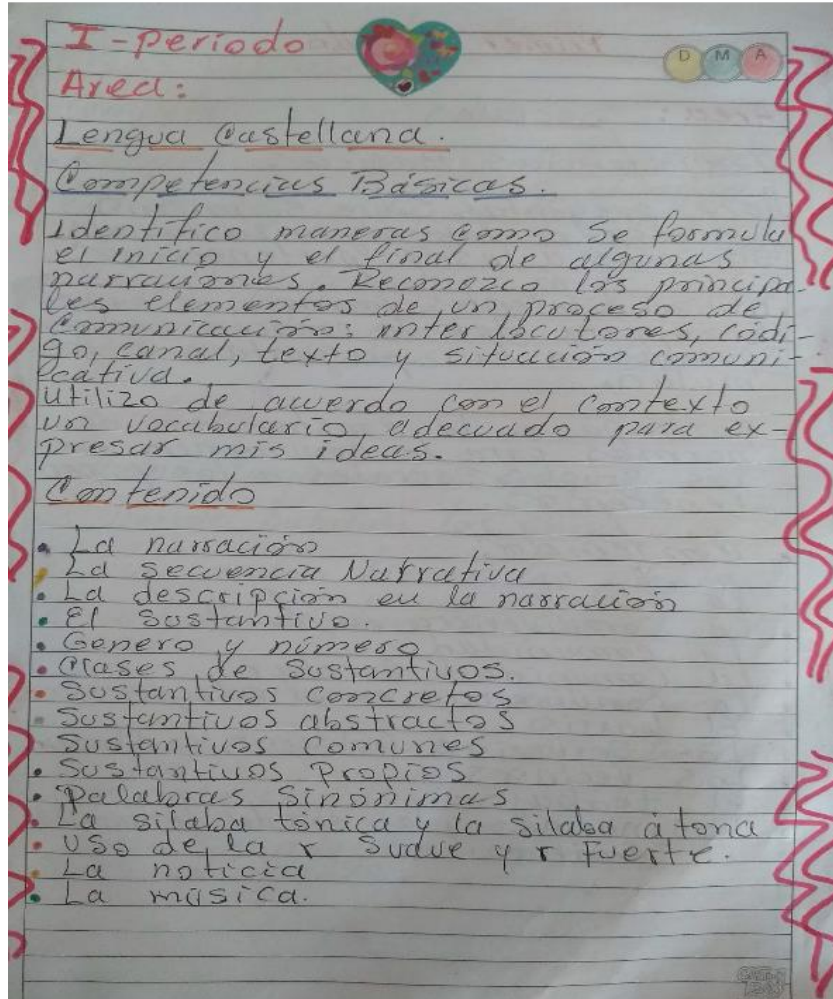 I-periodo
D M A
Area:
Lengua Castellana.
Competencias Básicas.
Identifico maneras como se formula
el inicio y el final de algunas
narraciones. Reconozco los principa-
les elementos de un proceso de
Comunicación: inter locutores, códi-
go, canal, texto y situación comuni-
cativa.
utilizo de acuerdo con el contexto
un vocabulario adecuado para ex-
presar mis ideas.
Contenido
La narración
La secuencia Narrativa
La descripción en la narración
El Sustantivo.
Genero y número
Clases de Sustantivos.
Sustantivos concretos
Sustantivos abstractos
Sustantivos Comunes
Sustantivos Propios
Palabras Sinónimas
La silaba tónica y la silaba átona
Uso de la r Suave y r Fuerte.
La noticia
La música.